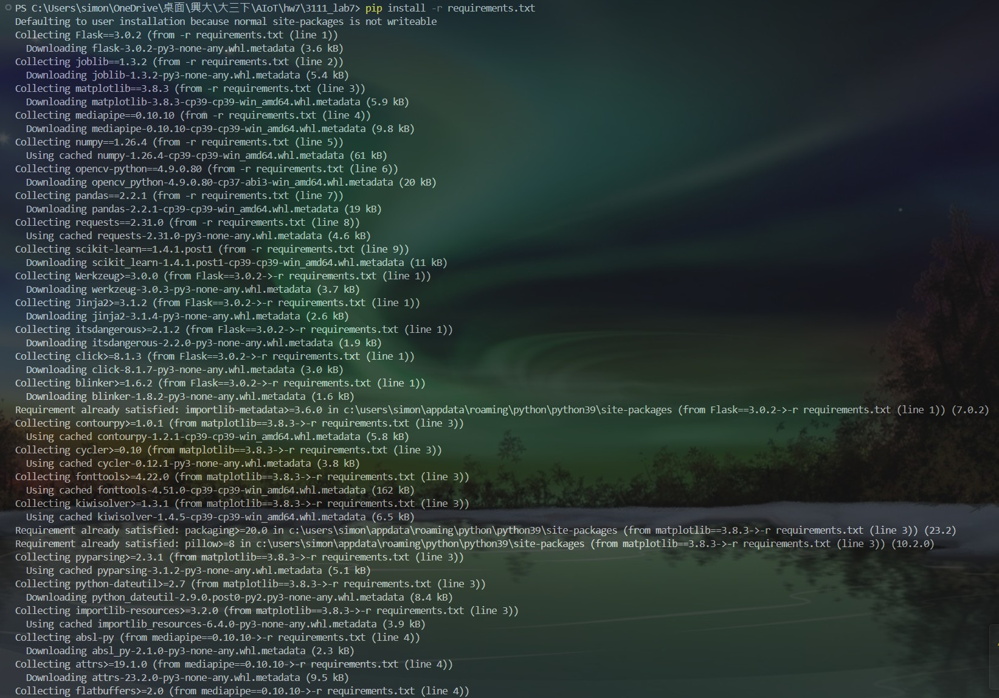 PS C:\Users\simon\OneDrive\桌面\興大\大三下\AIoT\hw7\3111_lab7> pip install -r requirements.txt
Defaulting to user installation because normal site-packages is not writeable
Collecting Flask==3.0.2 (from -r requirements.txt (line 1))
Downloading flask-3.0.2-py3-none-any.whl.metadata (3.6 kB)
Collecting joblib==1.3.2 (from -r requirements.txt (line 2))
Downloading joblib-1.3.2-py3-none-any.whl.metadata (5.4 kB)
Collecting matplotlib==3.8.3 (from -r requirements.txt (line 3))
Downloading matplotlib-3.8.3-cp39-cp39-win_amd64.whl.metadata (5.9 kB)
Collecting mediapipe==0.10.10 (from -r requirements.txt (line 4))
Downloading mediapipe-0.10.10-cp39-cp39-win_amd64.whl.metadata (9.8 kB)
Collecting numpy==1.26.4 (from -r requirements.txt (line 5))
Using cached numpy-1.26.4-cp39-cp39-win_amd64.whl.metadata (61 kB)
Collecting opencv-python==4.9.0.80 (from -r requirements.txt (line 6))
Downloading opencv_python-4.9.0.80-cp37-abi3-win_amd64.whl.metadata (20 kB)
Collecting pandas==2.2.1 (from -r requirements.txt (line 7))
Downloading pandas-2.2.1-cp39-cp39-win_amd64.whl.metadata (19 kB)
Collecting requests==2.31.0 (from -r requirements.txt (line 8))
Using cached requests-2.31.0-py3-none-any.whl.metadata (4.6 kB)
Collecting scikit-learn==1.4.1.post1 (from -r requirements.txt (line 9))
Downloading scikit_learn-1.4.1.post1-cp39-cp39-win_amd64.whl.metadata (11 kB)
Collecting Werkzeug>=3.0.0 (from Flask==3.0.2->-r requirements.txt (line 1))
Downloading werkzeug-3.0.3-py3-none-any.whl.metadata (3.7 kB)
Collecting Jinja2>=3.1.2 (from Flask==3.0.2->-r requirements.txt (line 1))
Downloading jinja2-3.1.4-py3-none-any.whl.metadata (2.6 kB)
Collecting itsdangerous>=2.1.2 (from Flask==3.0.2->-r requirements.txt (line 1))
Downloading itsdangerous-2.2.0-py3-none-any.whl.metadata (1.9 kB)
Collecting click>=8.1.3 (from Flask==3.0.2->-r requirements.txt (line 1))
Downloading click-8.1.7-py3-none-any.whl.metadata (3.0 kB)
Collecting blinker>=1.6.2 (from Flask==3.0.2->-r requirements.txt (line 1))
Downloading blinker-1.8.2-py3-none-any.whl.metadata (1.6 kB)
Requirement already satisfied: importlib-metadata>=3.6.0 in c:\users\simon\appdata\roaming\python\python39\site-packages (from Flask==3.0.2->-r requirements.txt (line 1)) (7.0.2)
Collecting contourpy>=1.0.1 (from matplotlib==3.8.3->-r requirements.txt (line 3))
Using cached contourpy-1.2.1-cp39-cp39-win_amd64.whl.metadata (5.8 kB)
Collecting cycler>=0.10 (from matplotlib==3.8.3->-r requirements.txt (line 3))
Using cached cycler-0.12.1-py3-none-any.whl.metadata (3.8 kB)
Collecting fonttools>=4.22.0 (from matplotlib==3.8.3->-r requirements.txt (line 3))
Using cached fonttools-4.51.0-cp39-cp39-win_amd64.whl.metadata (162 kB)
Collecting kiwisolver>=1.3.1 (from matplotlib==3.8.3->-r requirements.txt (line 3))
Using cached kiwisolver-1.4.5-cp39-cp39-win_amd64.whl.metadata (6.5 kB)
Requirement already satisfied: packaging>=20.0 in c:\users\simon\appdata\roaming\python\python39\site-packages (from matplotlib==3.8.3->-r requirements.txt (line 3)) (23.2)
Requirement already satisfied: pillow>=8 in c:\users\simon\appdata\roaming\python\python39\site-packages (from matplotlib==3.8.3->-r requirements.txt (line 3)) (10.2.0)
Collecting pyparsing>=2.3.1 (from matplotlib==3.8.3->-r requirements.txt (line 3))
Using cached pyparsing-3.1.2-py3-none-any.whl.metadata (5.1 kB)
Collecting python-dateutil>=2.7 (from matplotlib==3.8.3->-r requirements.txt (line 3))
Downloading python_dateutil-2.9.0.post0-py2.py3-none-any.whl.metadata (8.4 kB)
Collecting importlib-resources>=3.2.0 (from matplotlib==3.8.3->-r requirements.txt (line 3))
Using cached importlib_resources-6.4.0-py3-none-any.whl.metadata (3.9 kB)
Collecting absl-py (from mediapipe==0.10.10->-r requirements.txt (line 4))
Downloading absl_py-2.1.0-py3-none-any.whl.metadata (2.3 kB)
Collecting attrs>=19.1.0 (from mediapipe==0.10.10->-r requirements.txt (line 4))
Downloading attrs-23.2.0-py3-none-any.whl.metadata (9.5 kB)
Collecting flatbuffers>=2.0 (from mediapipe==0.10.10->-r requirements.txt (line 4))